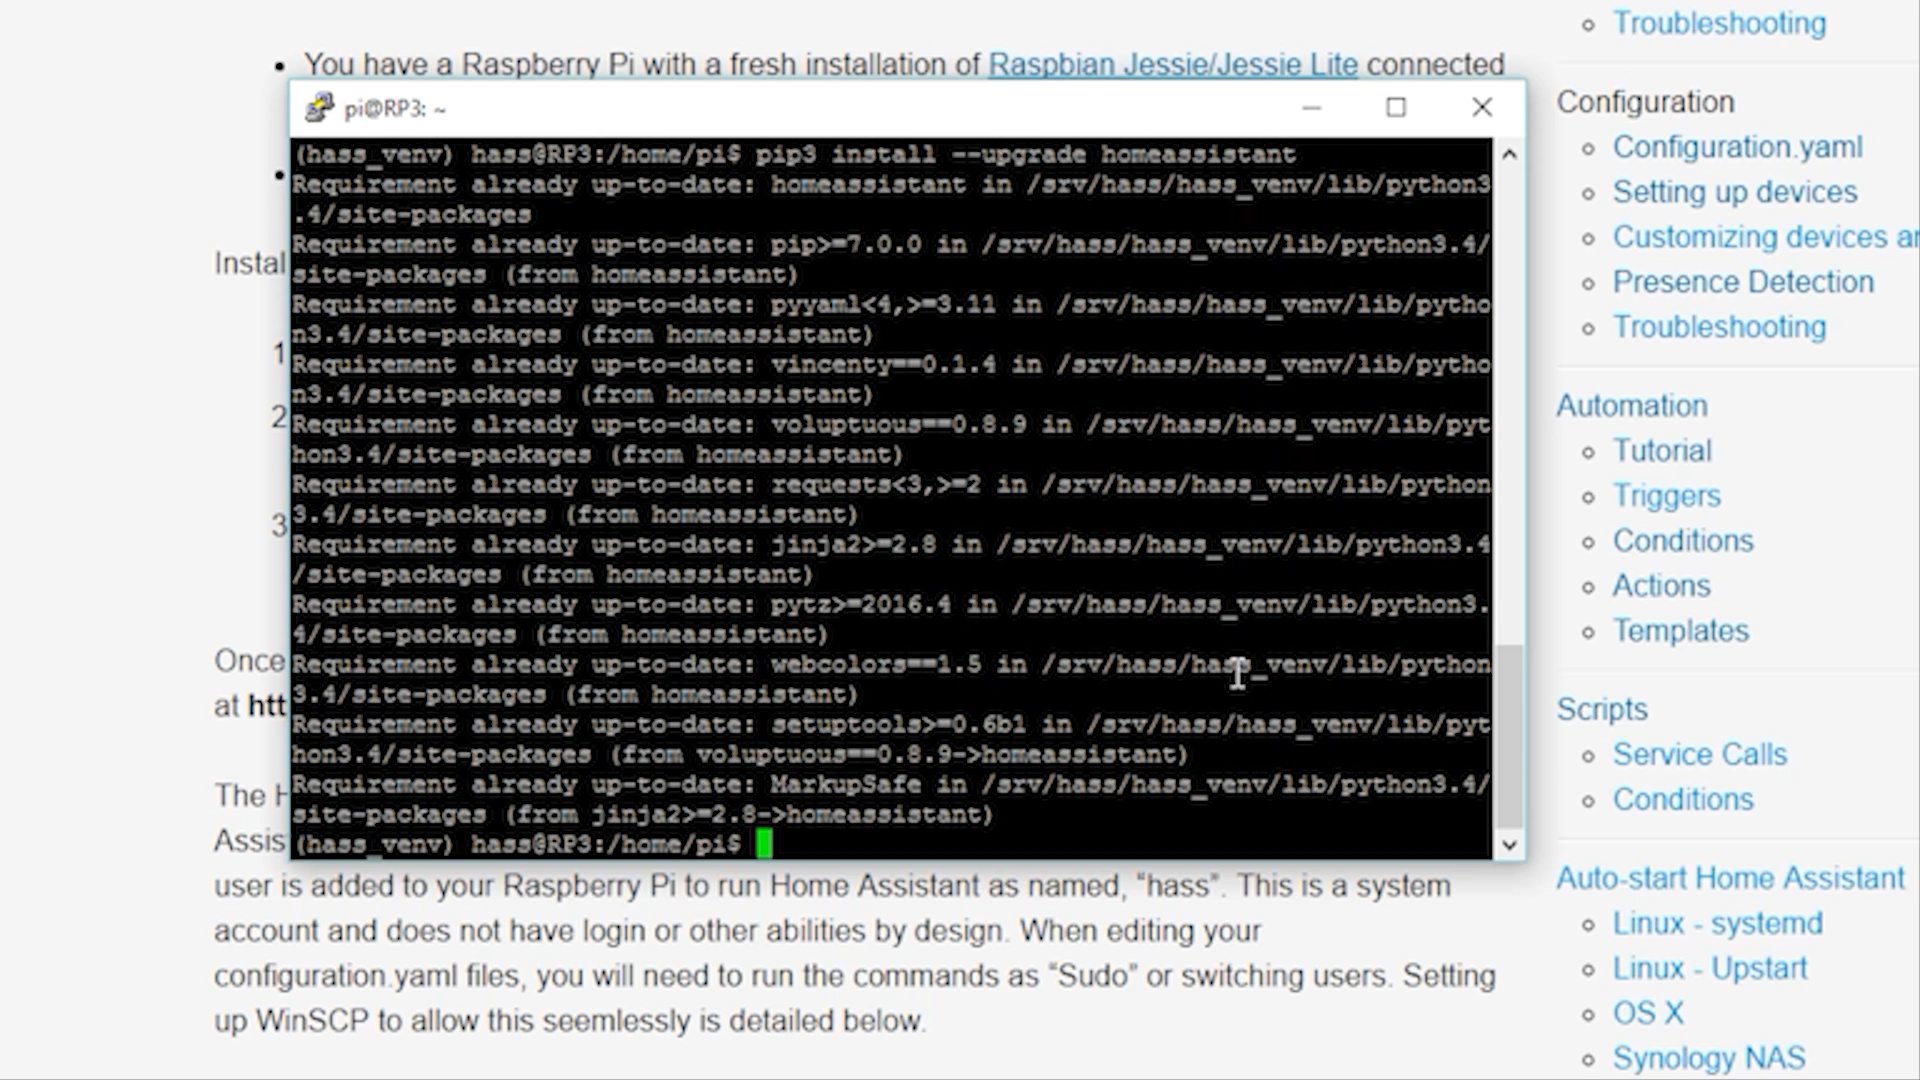 Troubleshooting
You have a Raspberry Pi with a fresh installation of Raspbian Jessie/Jessie Lite connected
pi@RP3: ~
(hass_venv) hass@RP3:/home/pi$ pip3 install --upgrade homeassistant
Requirement already up-to-date: homeassistant in /srv/hass/hass_venv/lib/python3
.4/site-packages
Requirement already up-to-date: pip>=7.0.0 in /srv/hass/hass_venv/lib/python3.4/
site-packages (from homeassistant)
Requirement already up-to-date: pyyaml<4,>=3.11 in /srv/hass/hass_venv/lib/pytho
n3.4/site-packages (from homeassistant)
Requirement already up-to-date: vincenty==0.1.4 in /srv/hass/hass_venv/lib/pytho
n3.4/site-packages (from homeassistant)
Requirement already up-to-date: voluptuous==0.8.9 in /srv/hass/hass_venv/lib/pyt
hon3.4/site-packages (from homeassistant)
Requirement already up-to-date: requests<3,>=2 in /srv/hass/hass_venv/lib/python
3.4/site-packages (from homeassistant)
Requirement already up-to-date: jinja2>=2.8 in /srv/hass/hass_venv/lib/python3.4
/site-packages (from homeassistant)
Requirement already up-to-date: pytz>=2016.4 in /srv/hass/hass_venv/lib/python3.
4/site-packages (from homeassistant)
Requirement already up-to-date: webcolors==1.5 in /srv/hass/hass_venv/lib/python
3.4/site-packages (from homeassistant)
Requirement already up-to-date: setuptools>=0.6b1 in /srv/hass/hass_venv/lib/pyt
hon3.4/site-packages (from voluptuous==0.8.9->homeassistant)
Requirement already up-to-date: MarkupSafe in /srv/hass/hass_venv/lib/python3.4/
site-packages (from jinja2>=2.8->homeassistant)
(hass_venv) hass@RP3:/home/pi$
Instal
1
2
3
Once
at htt
The H
Assis
user is added to your Raspberry Pi to run Home Assistant as named, “hass”. This is a system
account and does not have login or other abilities by design. When editing your
configuration.yaml files, you will need to run the commands as “Sudo” or switching users. Setting
up WinSCP to allow this seemlessly is detailed below.
Configuration
Configuration.yaml
Setting up devices
Customizing devices ar
Presence Detection
Troubleshooting
Automation
Tutorial
Triggers
Conditions
Actions
Templates
Scripts
Service Calls
Conditions
Auto-start Home Assistant
Linux - systemd
Linux - Upstart
OS X
Synology NAS